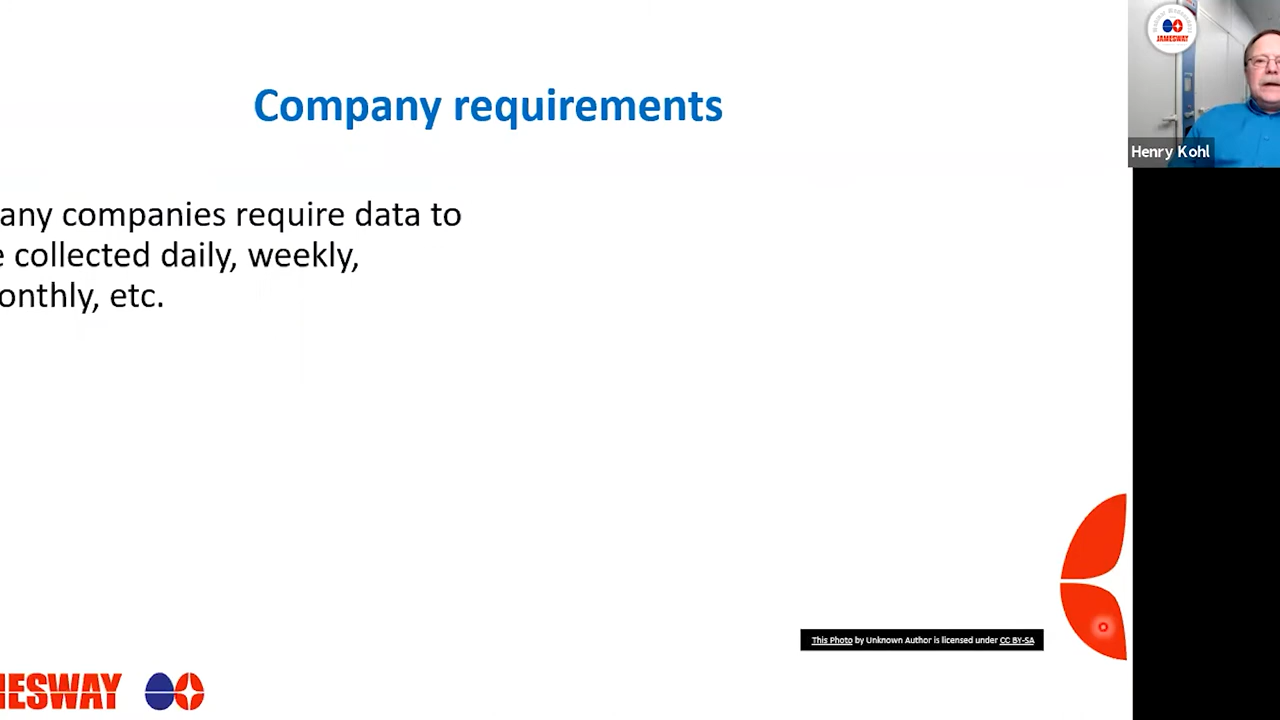 Company requirements
any companies require data to
e collected daily, weekly,
onthly, etc.
This Photo by Unknown Author is licensed under CC BY-SA
ESWAY
JAMESWAY
Henry Kohl